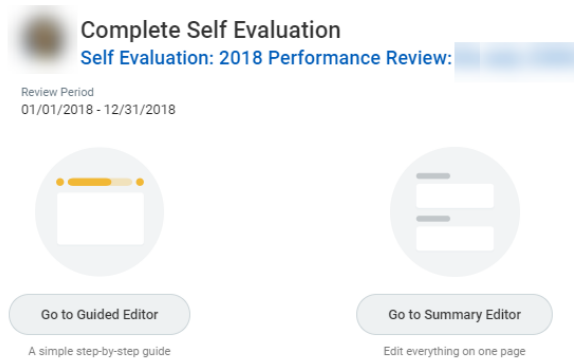 Complete Self Evaluation
Self Evaluation: 2018 Performance Review:
Review Period
01/01/2018 - 12/31/2018
Go to Guided Editor
Go to Summary Editor
A simple step-by-step guide
Edit everything on one page